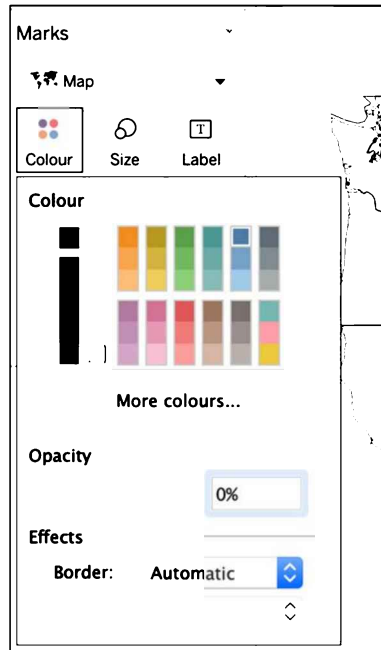 Marks
Map
Colour Size Label
Colour
More colours...
Opacity
0%
Effects
Border: Automatic